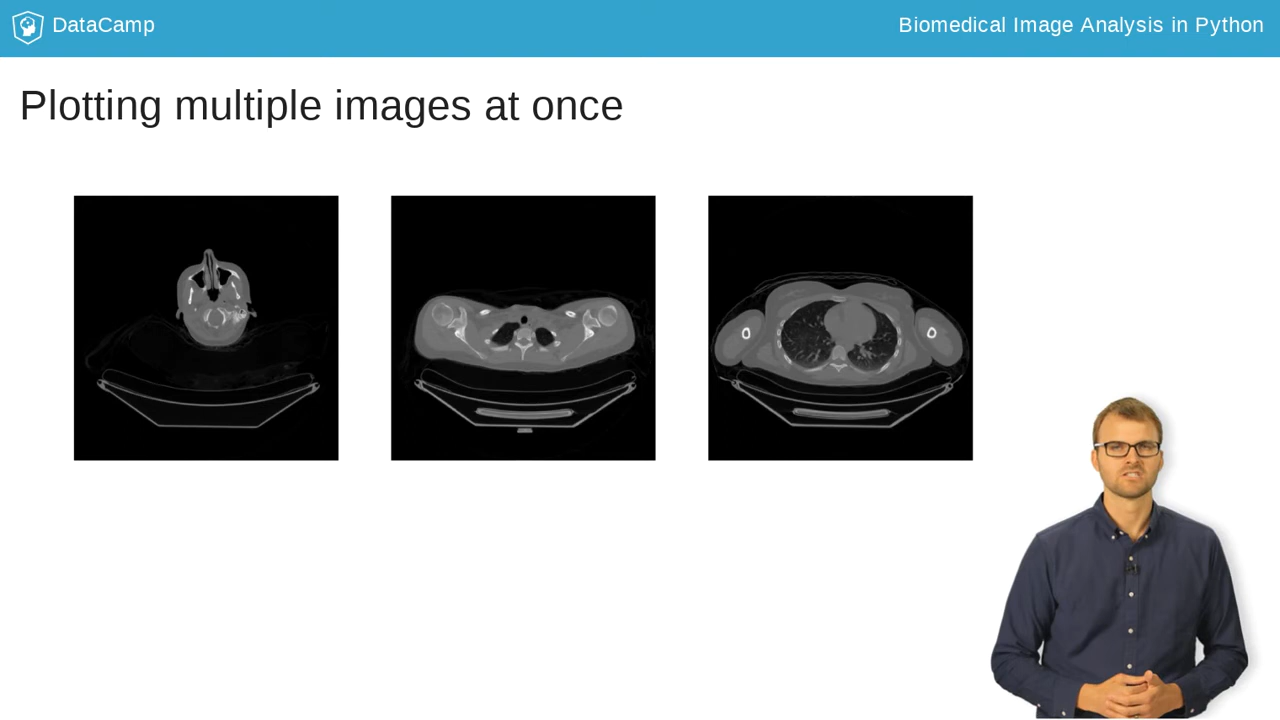 DataCamp
Biomedical Image Analysis in Python
Plotting multiple images at once